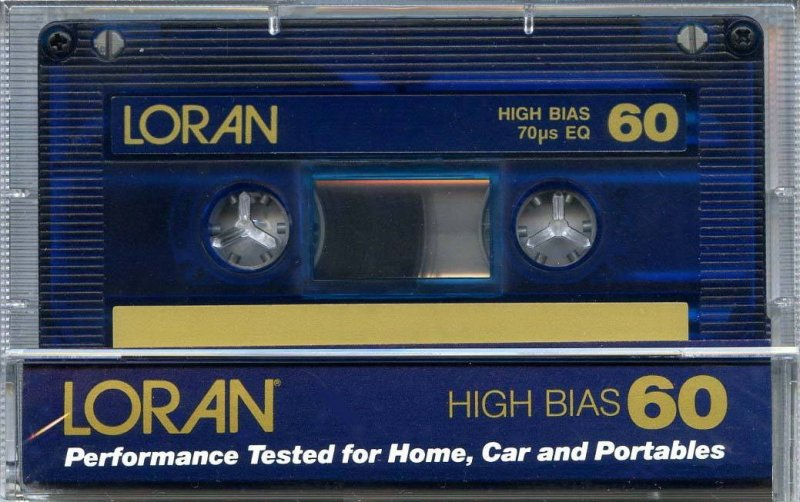 LORAN
HIGH BIAS
70µs EQ
60
LORAN®
HIGH BIAS 60
Performance Tested for Home, Car and Portables